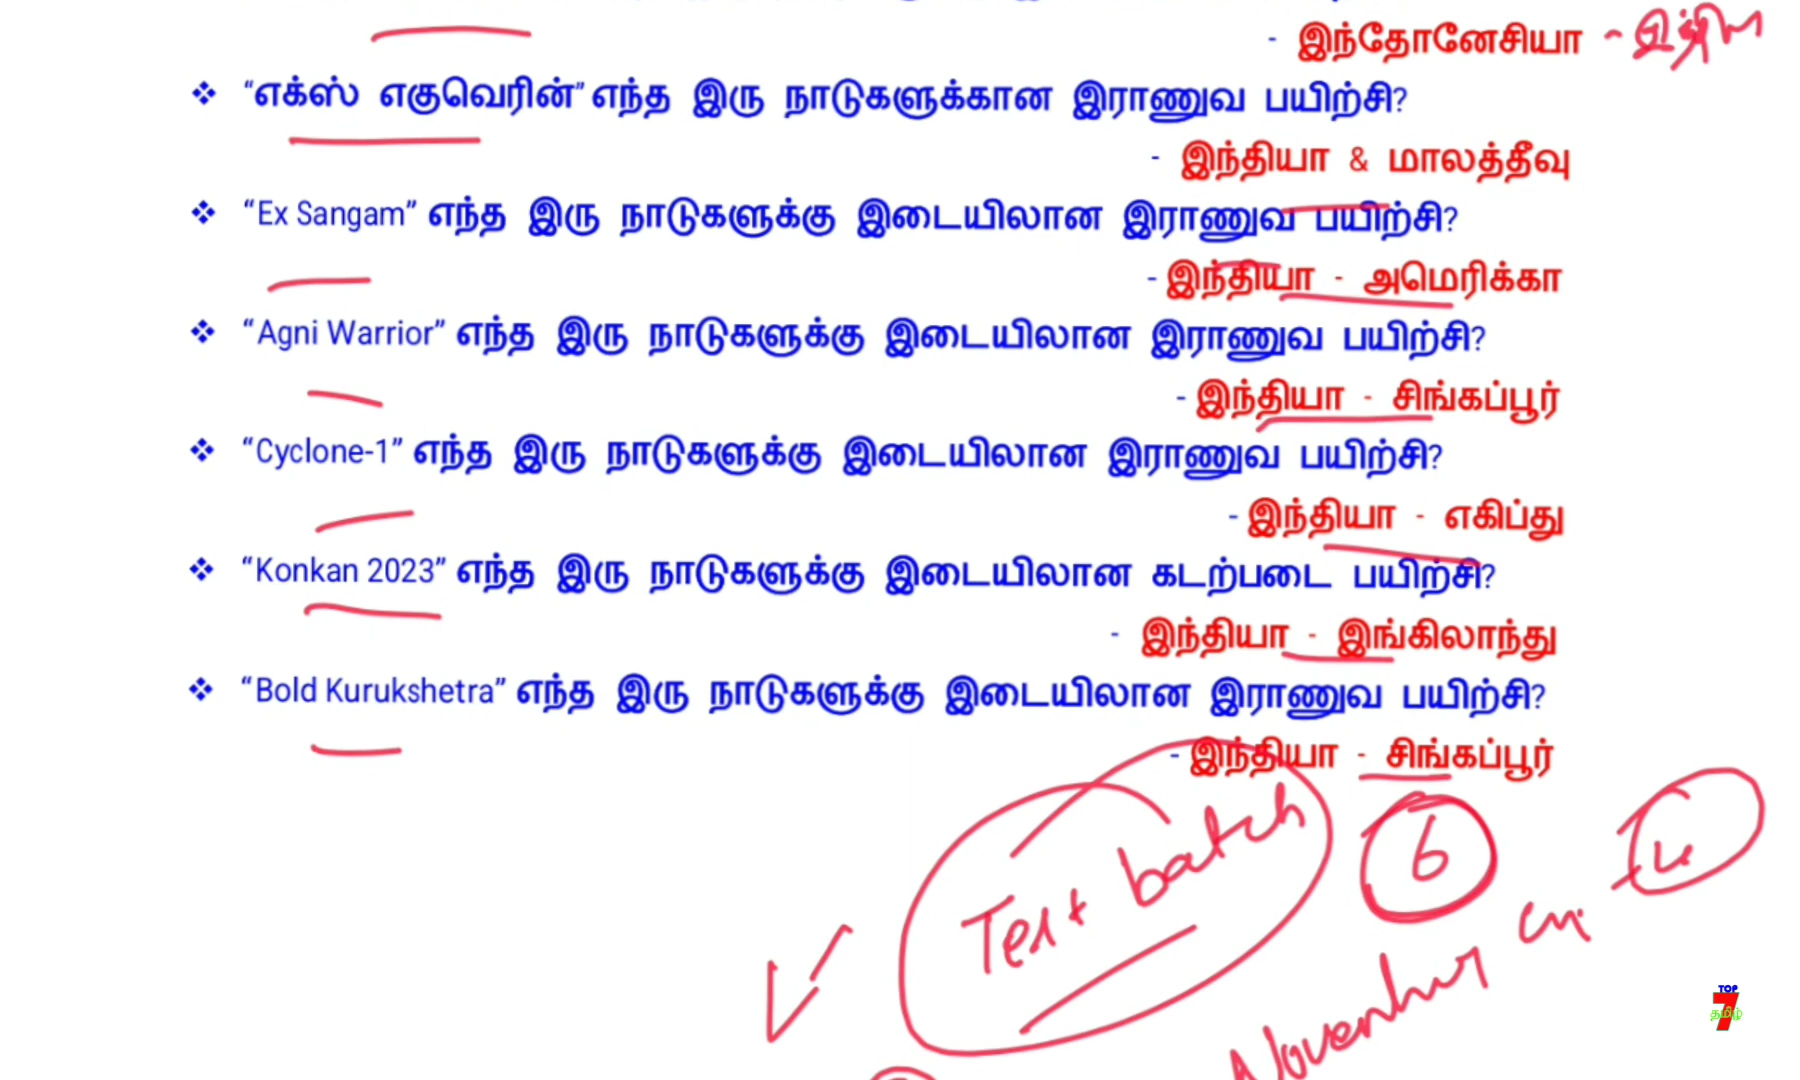 - இந்தோனேசியா
❖ “எக்ஸ் எகுவெரின்” எந்த இரு நாடுகளுக்கான இராணுவ பயிற்சி?
- இந்தியா & மாலத்தீவு
❖ “Ex Sangam” எந்த இரு நாடுகளுக்கு இடையிலான இராணுவ பயிற்சி?
- இந்தியா - அமெரிக்கா
❖ “Agni Warrior” எந்த இரு நாடுகளுக்கு இடையிலான இராணுவ பயிற்சி?
- இந்தியா - சிங்கப்பூர்
❖ “Cyclone-1” எந்த இரு நாடுகளுக்கு இடையிலான இராணுவ பயிற்சி?
- இந்தியா - எகிப்து
❖ “Konkan 2023” எந்த இரு நாடுகளுக்கு இடையிலான கடற்படை பயிற்சி?
- இந்தியா - இங்கிலாந்து
❖ “Bold Kurukshetra” எந்த இரு நாடுகளுக்கு இடையிலான இராணுவ பயிற்சி?
- இந்தியா - சிங்கப்பூர்
batch
6
TOP
7
தமிழ்